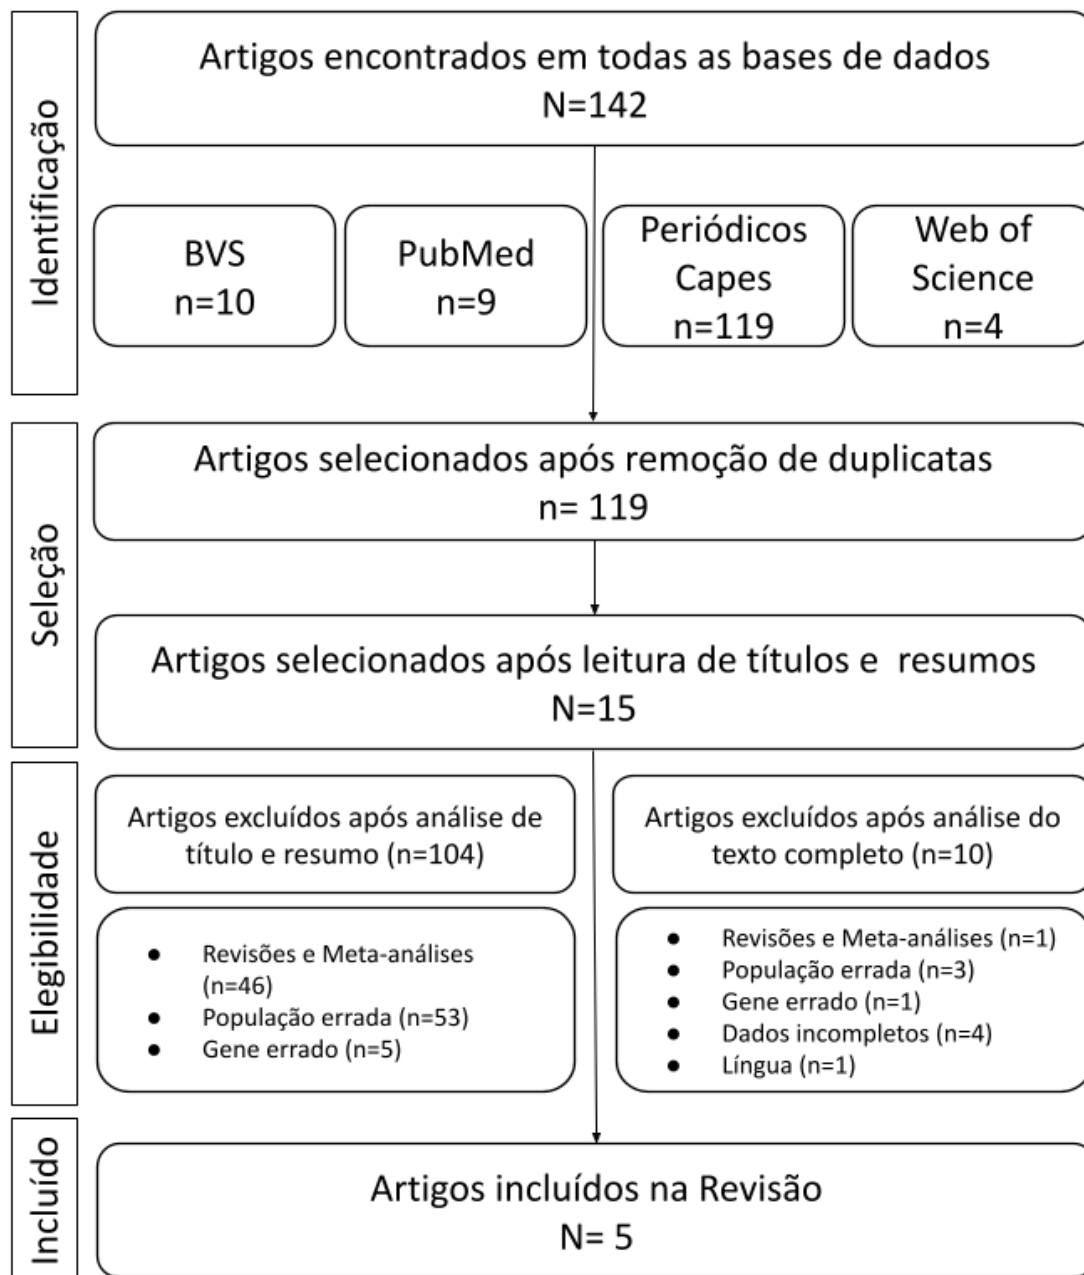 Identificação
Artigos encontrados em todas as bases de dados
N=142
BVS
n=10
PubMed
n=9
Periódicos
Capes
n=119
Web of
Science
n=4
Seleção
Artigos selecionados após remoção de duplicatas
n= 119
Artigos selecionados após leitura de títulos e resumos
N=15
Elegibilidade
Artigos excluídos após análise de
título e resumo (n=104)
● Revisões e Meta-análises
(n=46)
● População errada (n=53)
● Gene errado (n=5)
Artigos excluídos após análise do
texto completo (n=10)
● Revisões e Meta-análises (n=1)
● População errada (n=3)
● Gene errado (n=1)
● Dados incompletos (n=4)
● Língua (n=1)
Incluído
Artigos incluídos na Revisão
N= 5